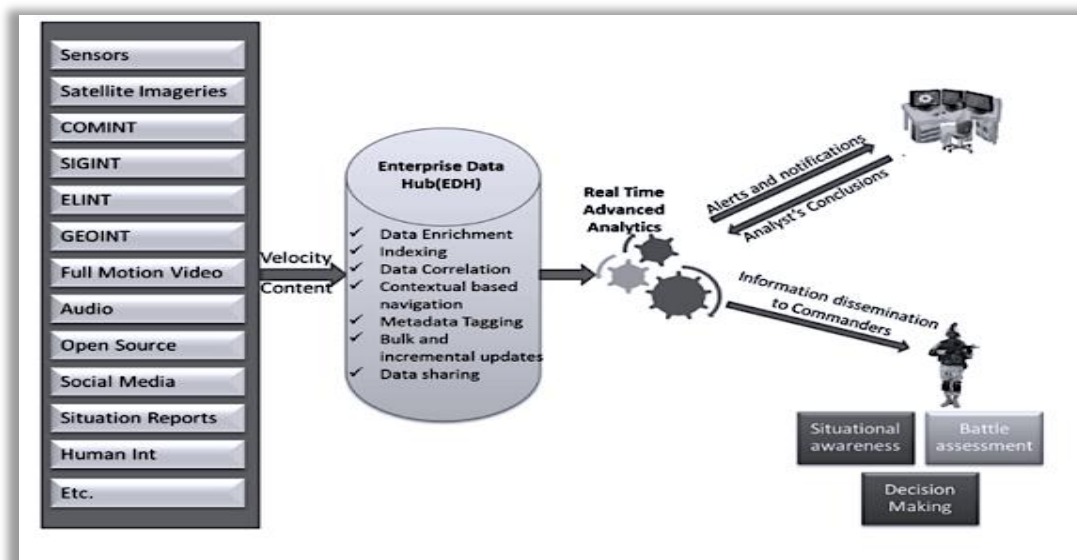 Sensors
Satellite Imageries
COMINT
SIGINT
ELINT
GEOINT
Full Motion Video
Audio
Open Source
Social Media
Situation Reports
Human Int
Etc.
Velocity
Content
Enterprise Data
Hub(EDH)
✓ Data Enrichment
✓ Indexing
✓ Data Correlation
✓ Contextual based
navigation
✓ Metadata Tagging
✓ Bulk and
incremental updates
✓ Data sharing
Real Time
Advanced
Analytics
Alerts and notifications
Analyst's Conclusions
Information dissemination
to Commanders
Situational
awareness
Battle
assessment
Decision
Making